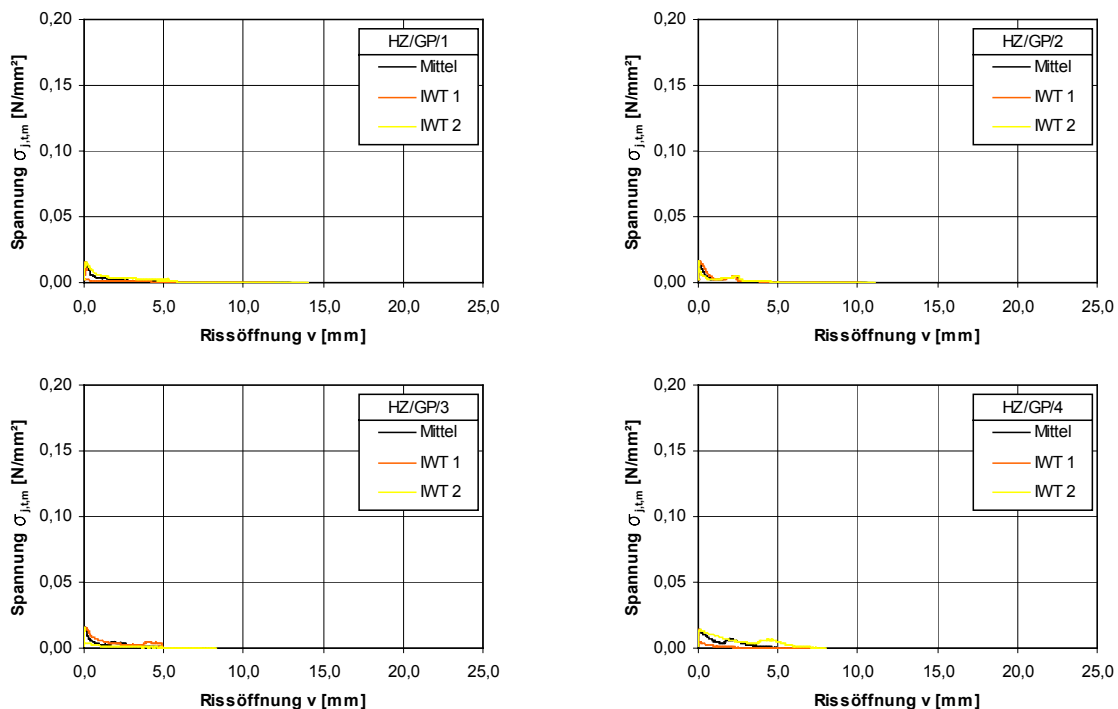 0,20
0,15
0,10
0,05
0,00
0,0 5,0 10,0 15,0 20,0 25,0
Rissöffnung v [mm]
Spannung σj,t,m [N/mm²]
HZ/GP/1
Mittel
IWT 1
IWT 2
0,20
0,15
0,10
0,05
0,00
0,0 5,0 10,0 15,0 20,0 25,0
Rissöffnung v [mm]
Spannung σj,t,m [N/mm²]
HZ/GP/2
Mittel
IWT 1
IWT 2
0,20
0,15
0,10
0,05
0,00
0,0 5,0 10,0 15,0 20,0 25,0
Rissöffnung v [mm]
Spannung σj,t,m [N/mm²]
HZ/GP/3
Mittel
IWT 1
IWT 2
0,20
0,15
0,10
0,05
0,00
0,0 5,0 10,0 15,0 20,0 25,0
Rissöffnung v [mm]
Spannung σj,t,m [N/mm²]
HZ/GP/4
Mittel
IWT 1
IWT 2